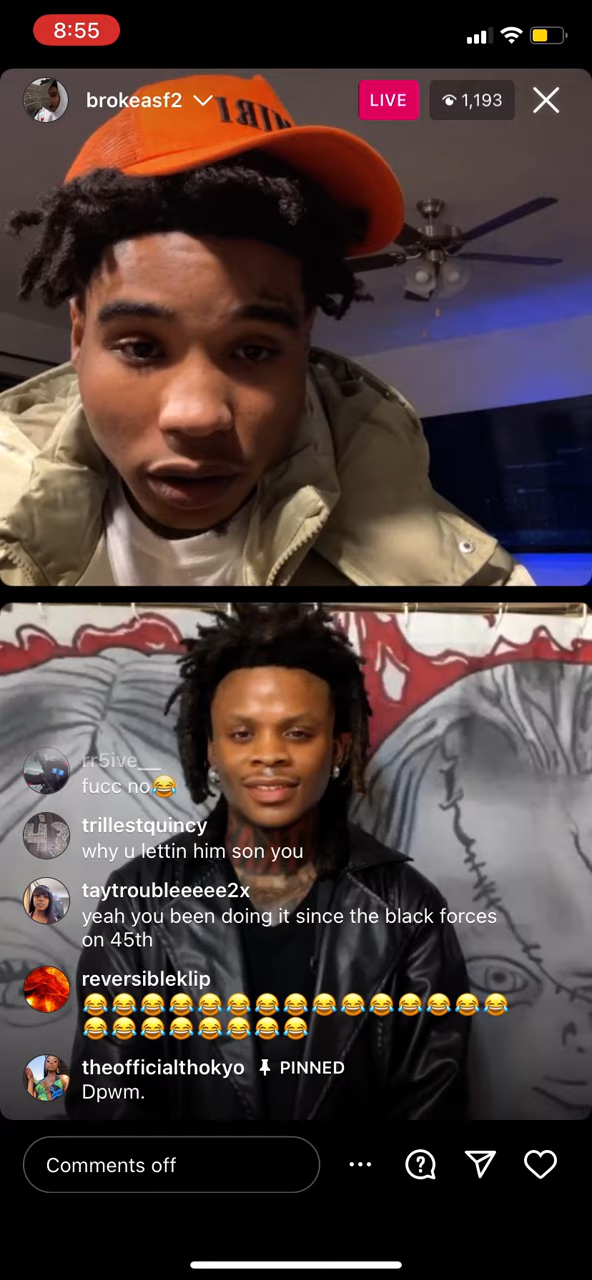 8:55
brokeasf2
LIVE
1,193
rr5ive__
fucc no😂
trillestquincy
why u lettin him son you
taytroubleeeee2x
yeah you been doing it since the black forces
on 45th
reversibleklip
😂😂😂😂😂😂😂😂😂😂😂😂😂😂😂
😂😂😂😂😂😂😂😂
theofficialthokyo PINNED
Dpwm.
Comments off